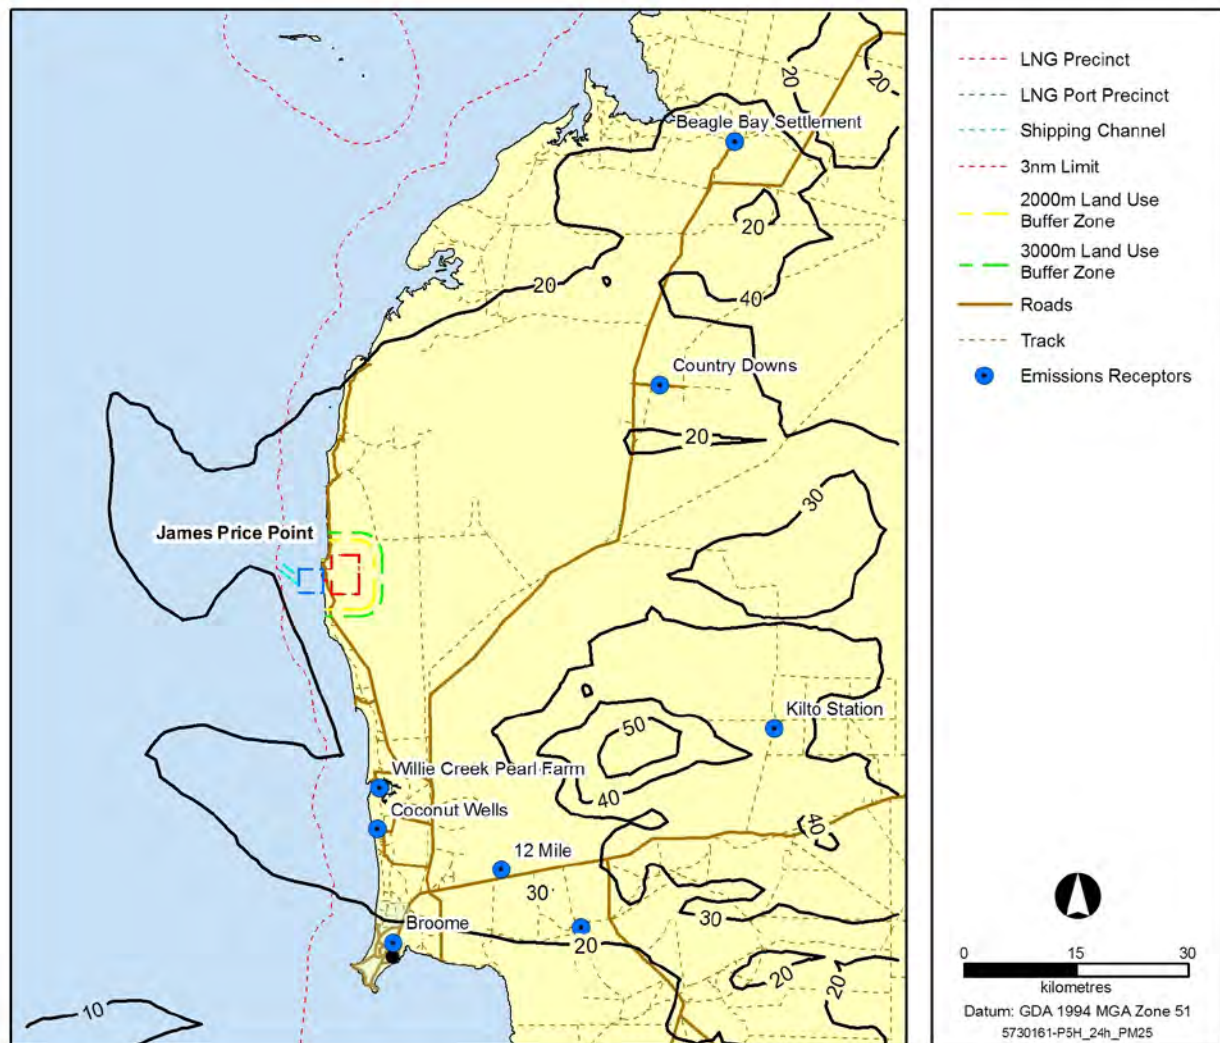 20
20
Beagle Bay Settlement
20
20
40
Country Downs
20
30
James Price Point
Kilto Station
50
Willie Creek Pearl Farm
40
Coconut Wells
40
12 Mile
30
30
Broome
20
20
20
10
LNG Precinct
LNG Port Precinct
Shipping Channel
3nm Limit
2000m Land Use
Buffer Zone
3000m Land Use
Buffer Zone
Roads
Track
Emissions Receptors
0
15
30
kilometres
Datum: GDA 1994 MGA Zone 51
5730161-P5H_24h_PM25